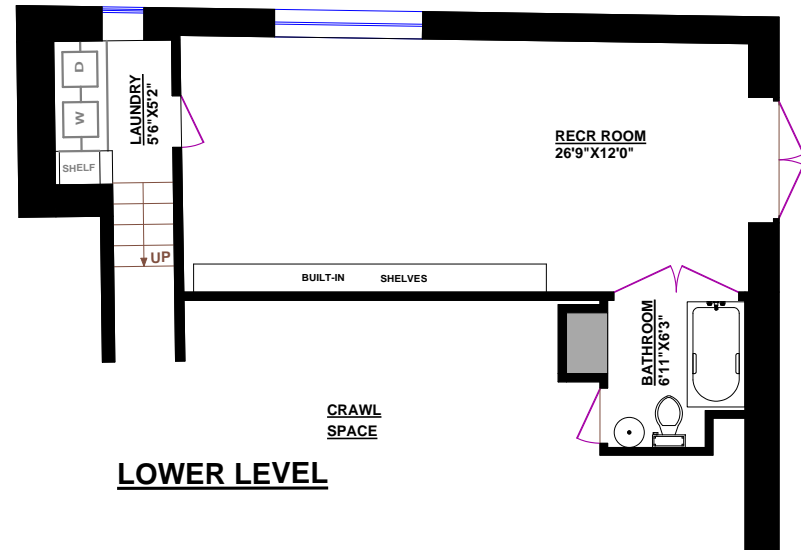 D
W
SHELF
LAUNDRY
5'6"X5'2"
UP
RECR ROOM
26'9"X12'0"
BUILT-IN SHELVES
BATHROOM
6'11"X6'3"
CRAWL
SPACE
LOWER LEVEL